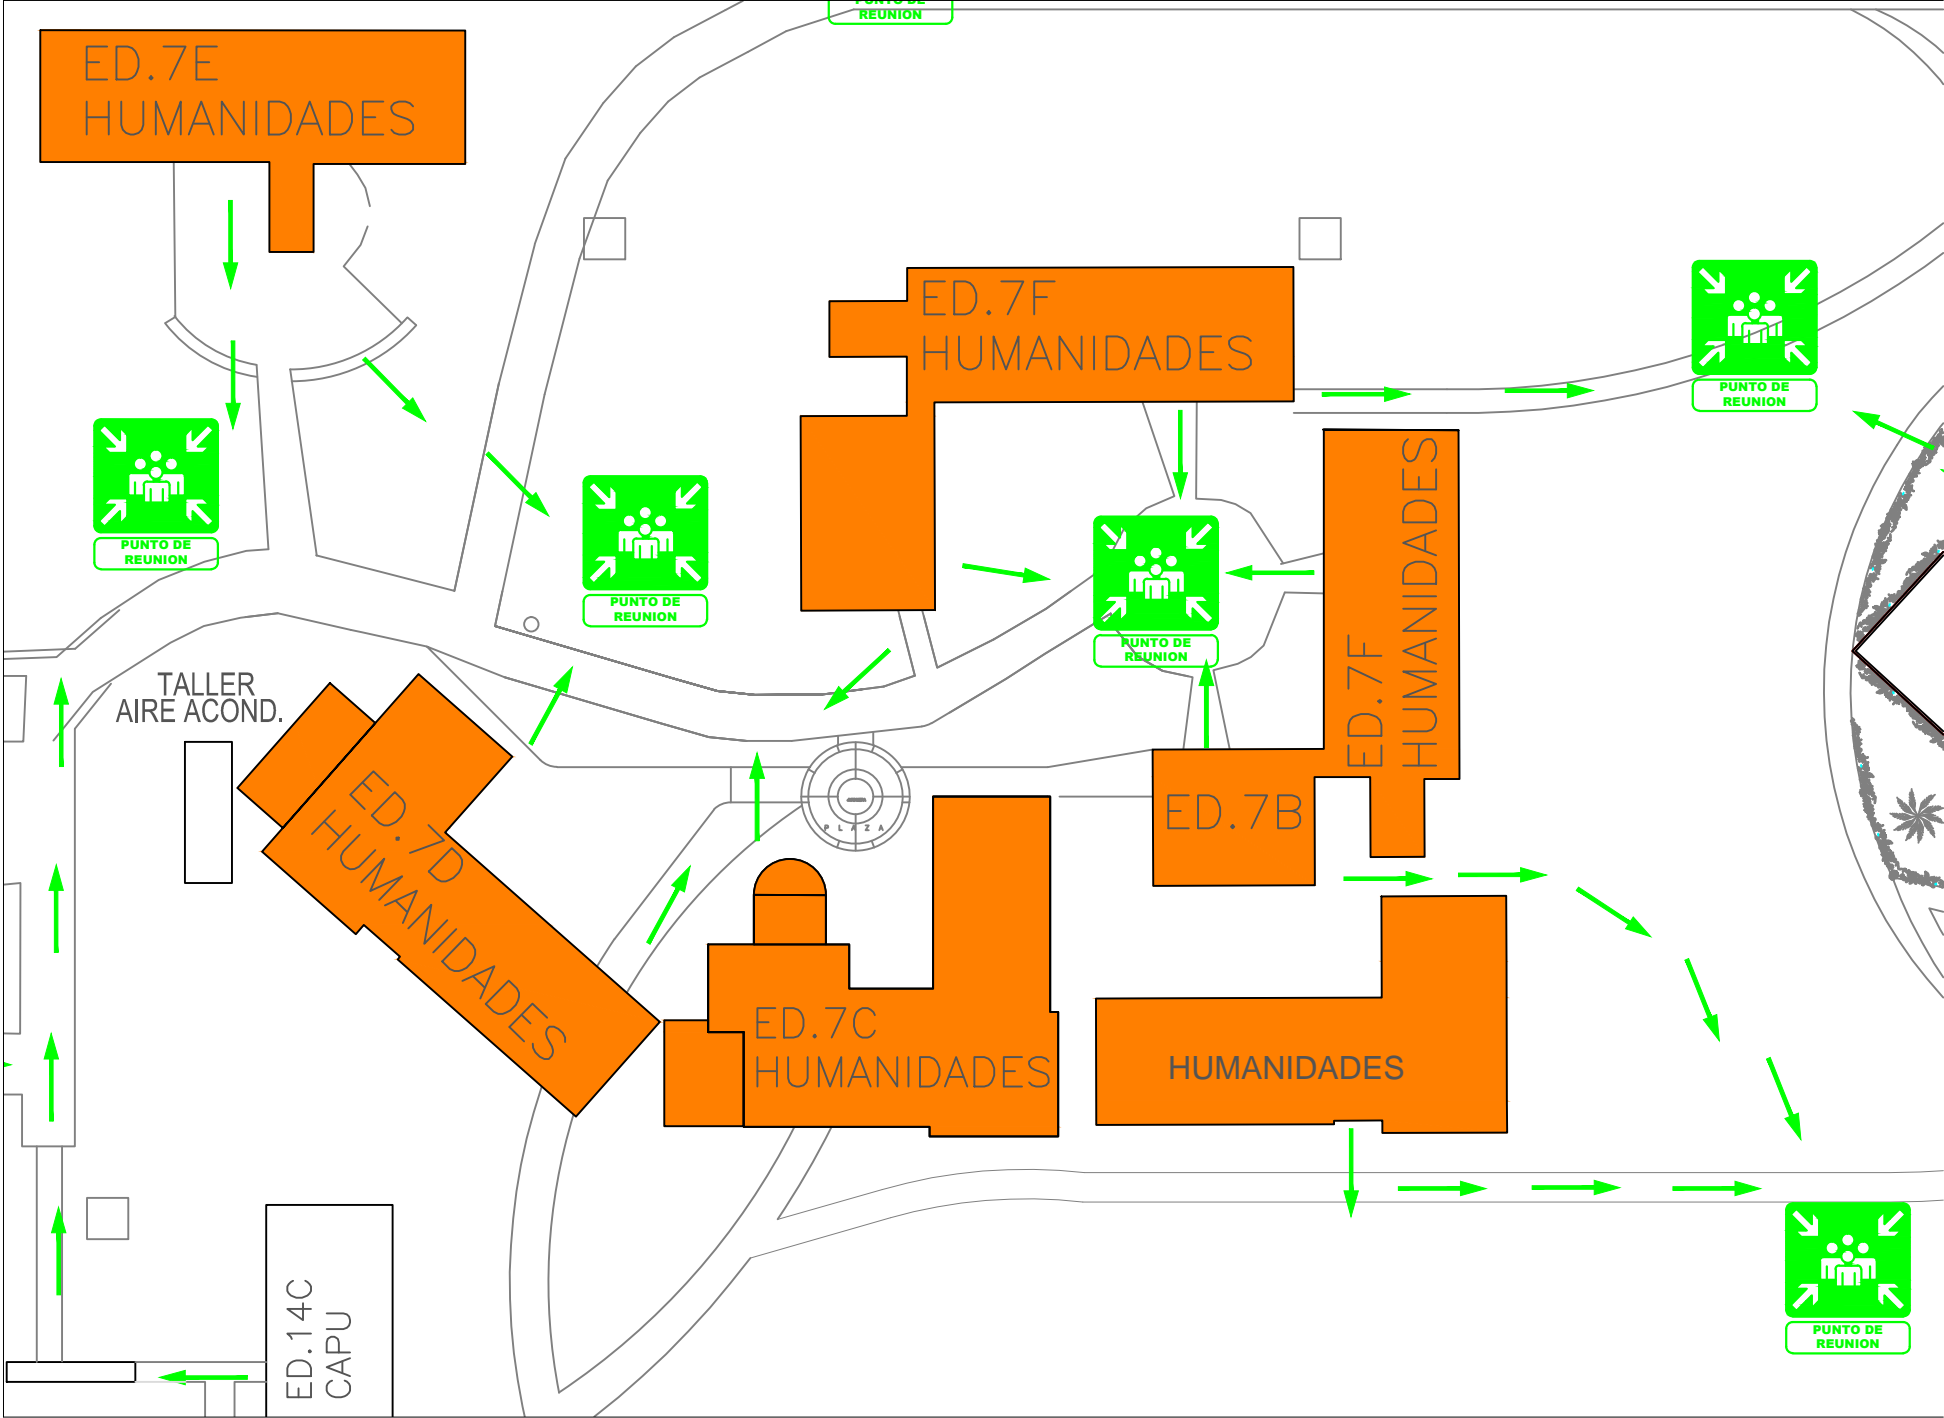 PUNTO DE
REUNION
ED.7E
HUMANIDADES
ED.7F
HUMANIDADES
PUNTO DE
REUNION
PUNTO DE
REUNION
PUNTO DE
REUNION
PUNTO DE
REUNION
ED.7F
HUMANIDADES
TALLER
AIRE ACOND.
ED.7D
HUMANIDADES
PLAZA
ED.7B
ED.7C
HUMANIDADES
HUMANIDADES
ED.14C
CAPU
PUNTO DE
REUNION